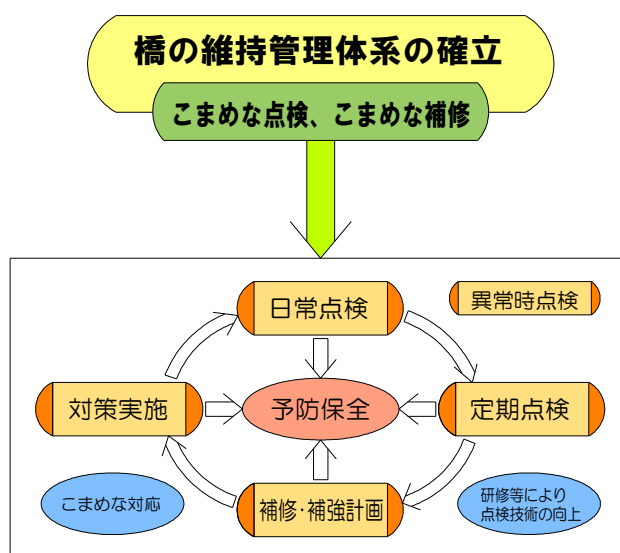 橋の維持管理体系の確立
こまめな点検、こまめな補修
日常点検
異常時点検
対策実施
予防保全
定期点検
こまめな対応
補修・補強計画
研修等により
点検技術の向上